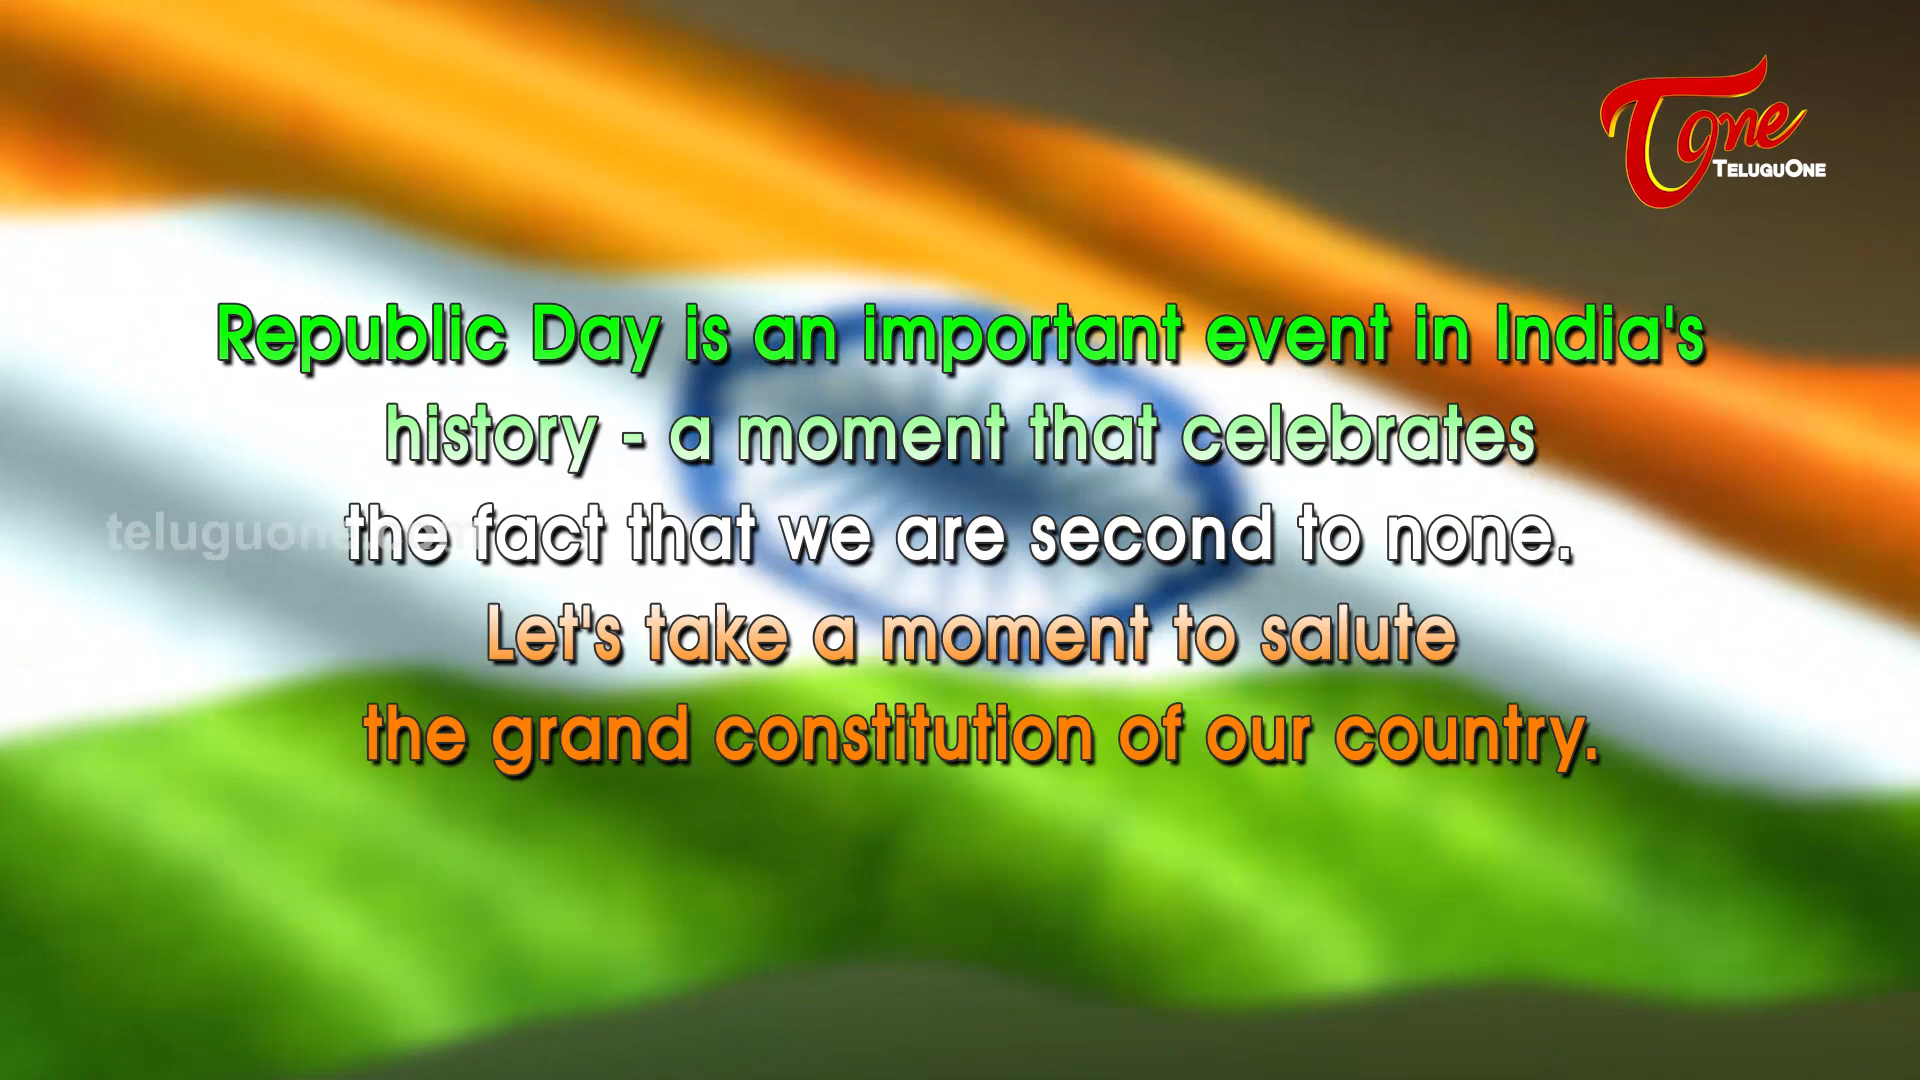 Tone
TELUGUONE
Republic Day is an important event in India's
history - a moment that celebrates
teluguone.com
the fact that we are second to none.
Let's take a moment to salute
the grand constitution of our country.